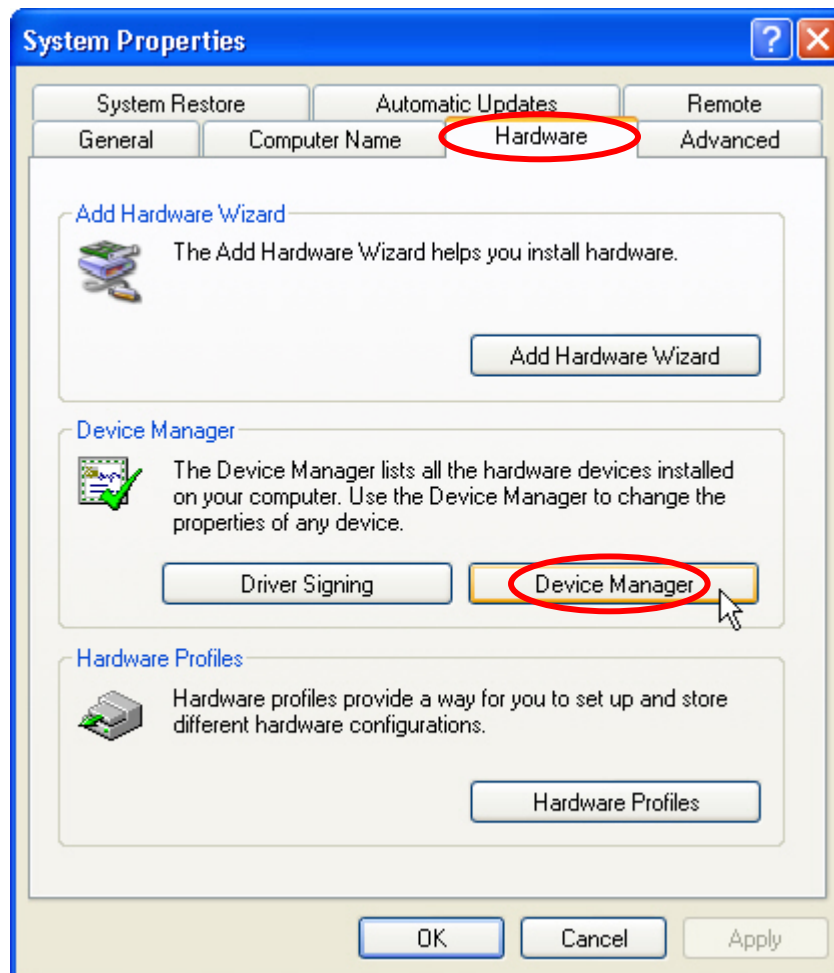 System Properties
System Restore
Automatic Updates
Remote
General
Computer Name
Hardware
Advanced
Add Hardware Wizard
The Add Hardware Wizard helps you install hardware.
Add Hardware Wizard
Device Manager
The Device Manager lists all the hardware devices installed
on your computer. Use the Device Manager to change the
properties of any device.
Driver Signing
Device Manager
Hardware Profiles
Hardware profiles provide a way for you to set up and store
different hardware configurations.
Hardware Profiles
OK
Cancel
Apply